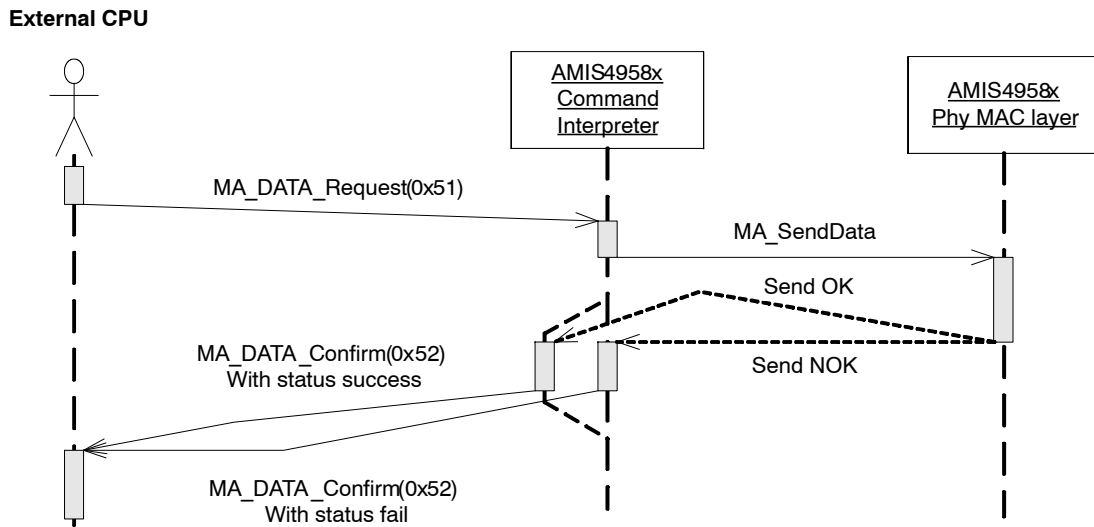 External CPU
AMIS4958x
Command
Interpreter
AMIS4958x
Phy MAC layer
MA_DATA_Request(0x51)
MA_SendData
Send OK
MA_DATA_Confirm(0x52)
With status success
Send NOK
MA_DATA_Confirm(0x52)
With status fail